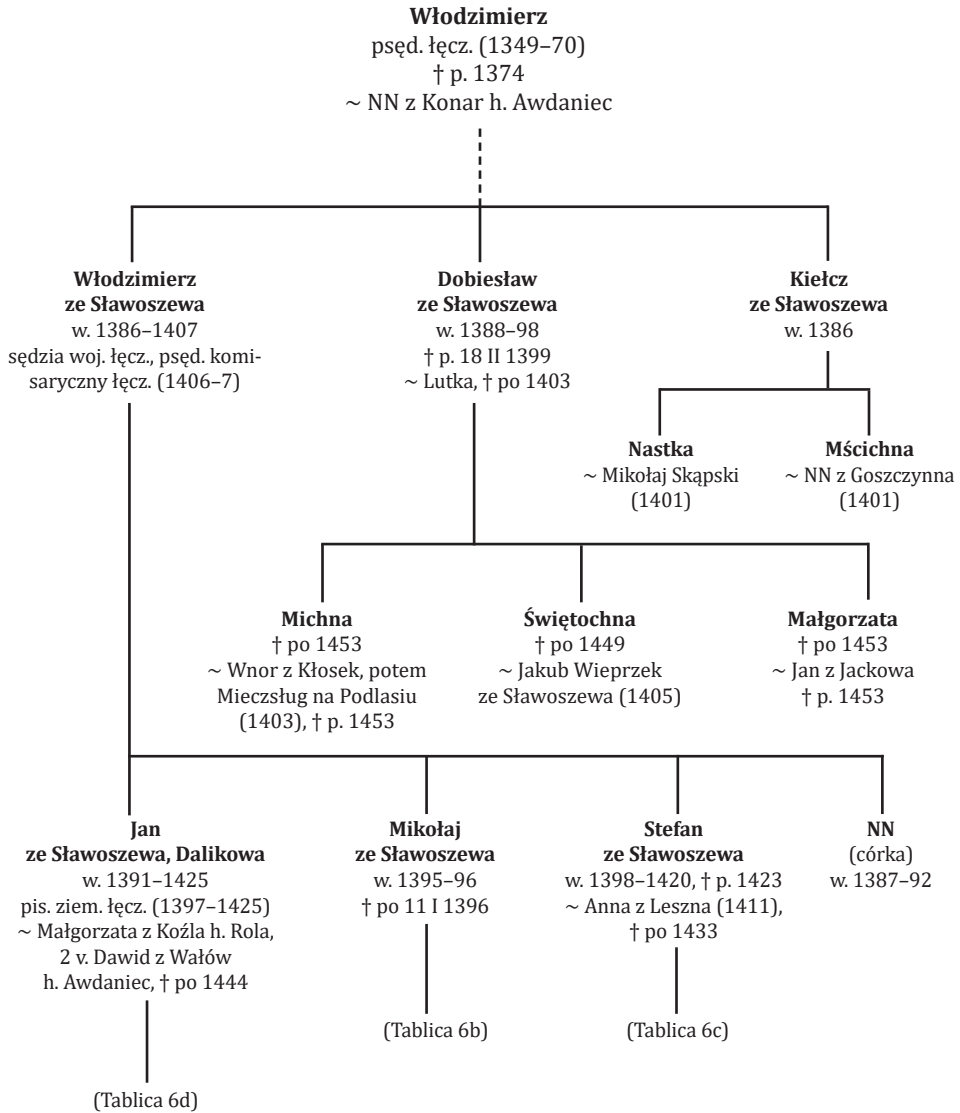 Włodzimierz
psęd. łęcz. (1349–70)
† p. 1374
~ NN z Konar h. Awdaniec
Włodzimierz
ze Sławoszewa
w. 1386–1407
sędzia woj. łęcz., psęd. komi-
saryczny łęcz. (1406–7)
Dobiesław
ze Sławoszewa
w. 1388–98
† p. 18 II 1399
~ Lutka, † po 1403
Kiełcz
ze Sławoszewa
w. 1386
Nastka
~ Mikołaj Skąpski
(1401)
Mścichna
~ NN z Goszczynna
(1401)
Michna
† po 1453
~ Wnor z Kłosek, potem
Mieczsług na Podlasiu
(1403), † p. 1453
Świętochna
† po 1449
~ Jakub Wieprzek
ze Sławoszewa (1405)
Małgorzata
† po 1453
~ Jan z Jackowa
† p. 1453
Jan
ze Sławoszewa, Dalikowa
w. 1391–1425
pis. ziem. łęcz. (1397–1425)
~ Małgorzata z Koźla h. Rola,
2 v. Dawid z Wałów
h. Awdaniec, † po 1444
(Tablica 6d)
Mikołaj
ze Sławoszewa
w. 1395–96
† po 11 I 1396
(Tablica 6b)
Stefan
ze Sławoszewa
w. 1398–1420, † p. 1423
~ Anna z Leszna (1411),
† po 1433
(Tablica 6c)
NN
(córka)
w. 1387–92